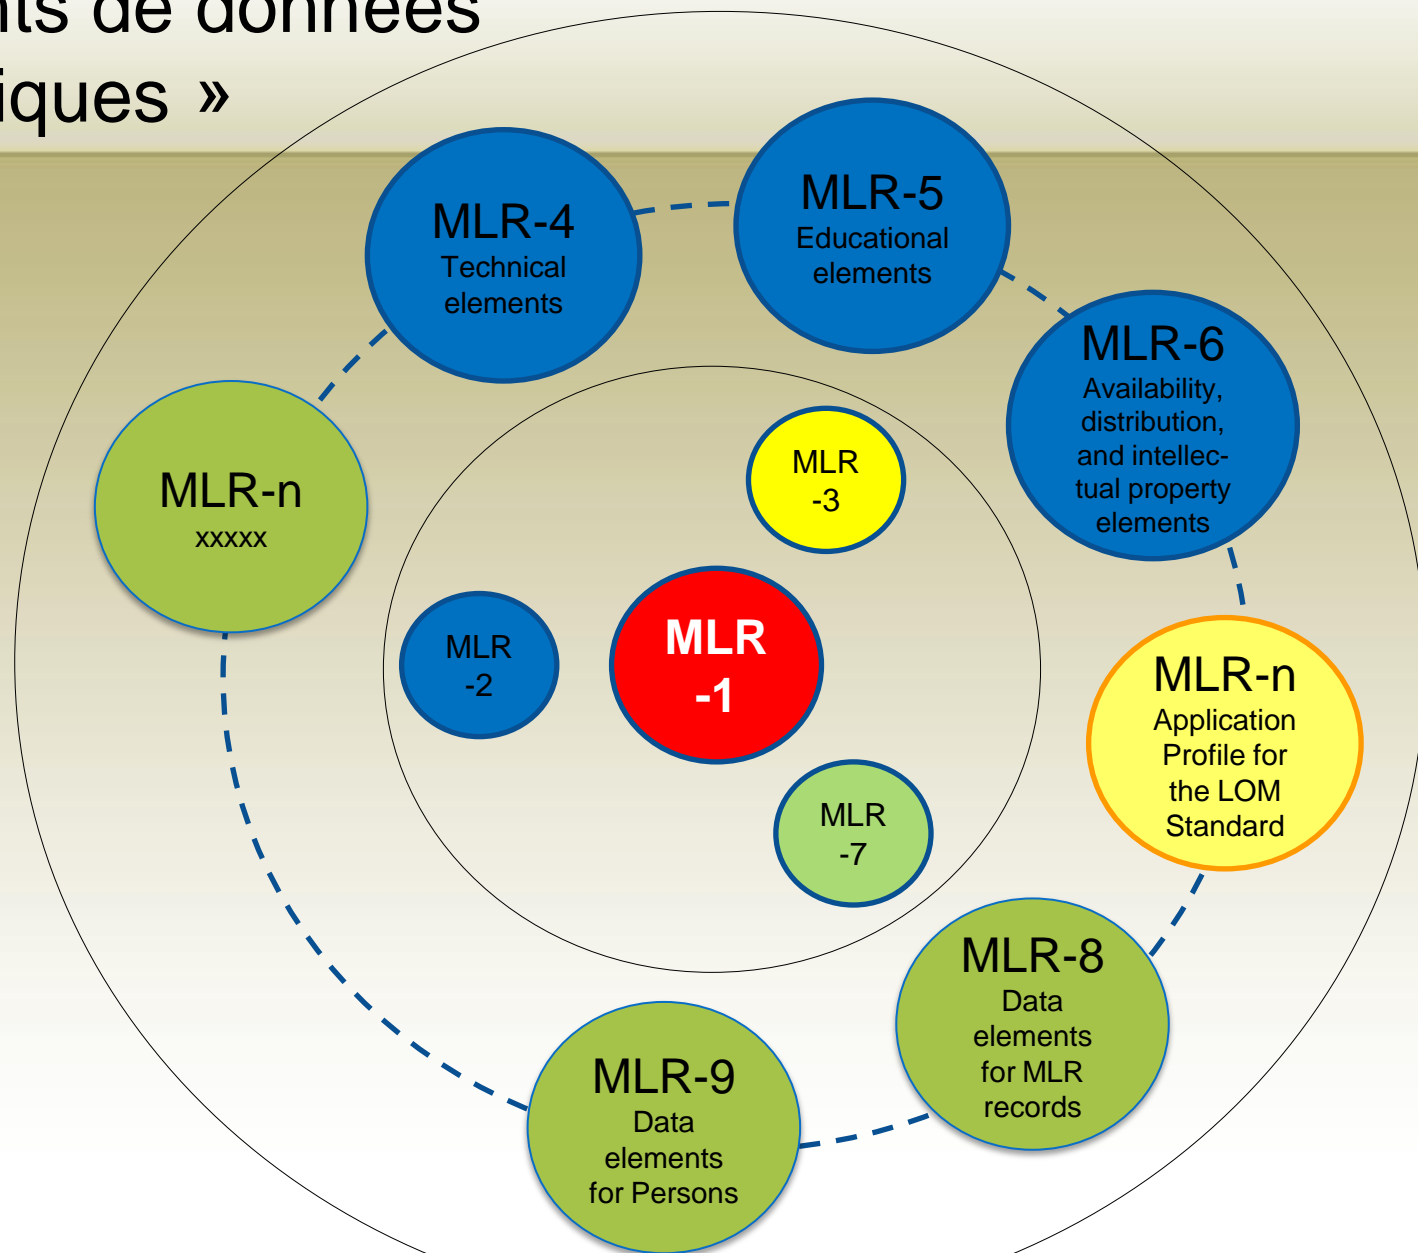 de données
»
MLR-4
Technical
elements
MLR-5
Educational
elements
MLR-6
Availability,
distribution,
and intellec-
tual property
elements
MLR-n
xxxxx
MLR
-3
MLR
-2
MLR
-1
MLR
-7
MLR-n
Application
Profile for
the LOM
Standard
MLR-8
Data
elements
for MLR
records
MLR-9
Data
elements
for Persons